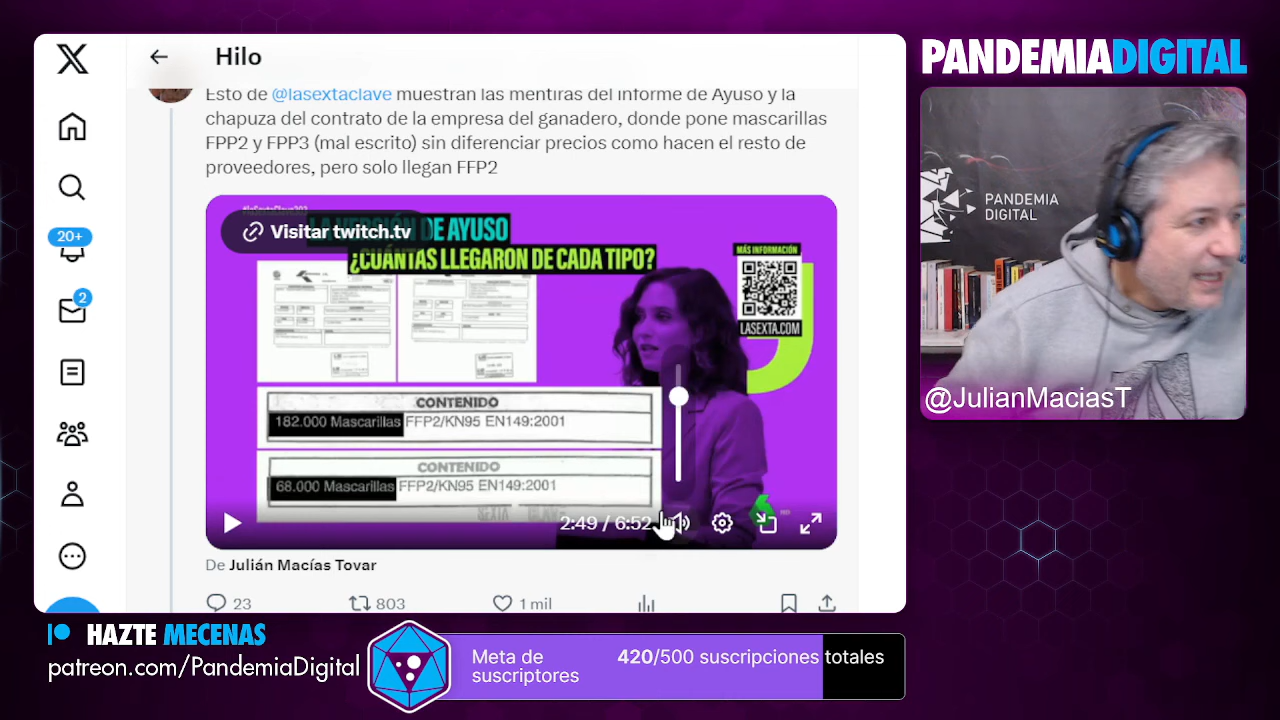 Hilo
Esto de @lasextaclave muestran las mentiras del informe de Ayuso y la
chapuza del contrato de la empresa del ganadero, donde pone mascarillas
FPP2 y FPP3 (mal escrito) sin diferenciar precios como hacen el resto de
proveedores, pero solo llegan FFP2
20+
2
#laSextaClave303
Visitar twitch.tv
LA VERSIÓN DE AYUSO
¿CUÁNTAS LLEGARON DE CADA TIPO?
MÁS INFORMACIÓN
LASEXTA.COM
CONTENIDO
182.000 Mascarillas FFP2/KN95 EN149:2001
CONTENIDO
68.000 Mascarillas FFP2/KN95 EN149:2001
2:49 / 6:52
De Julián Macías Tovar
23
803
1 mil
PANDEMIADIGITAL
PANDEMIA
DIGITAL
@JulianMaciasT
HAZTE MECENAS
patreon.com/PandemiaDigital
Meta de
suscriptores
420/500 suscripciones totales